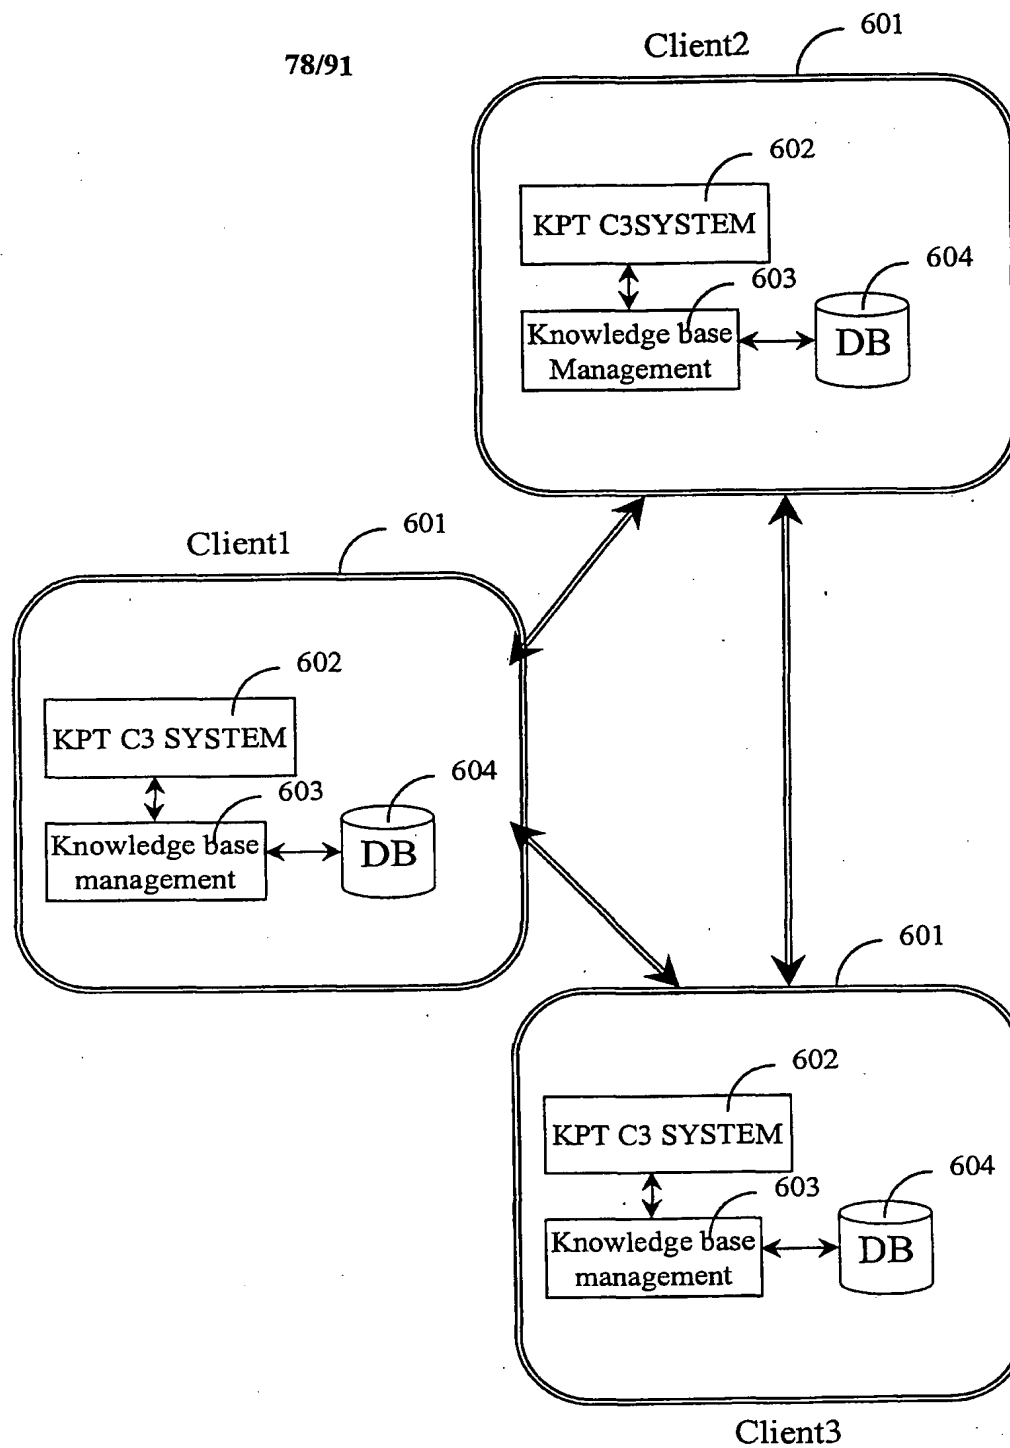 78/91
Client2
601
602
KPT C3SYSTEM
603
604
Knowledge base
Management
DB
Client1
601
602
KPT C3 SYSTEM
603
604
Knowledge base
management
DB
601
602
KPT C3 SYSTEM
603
604
Knowledge base
management
DB
Client3